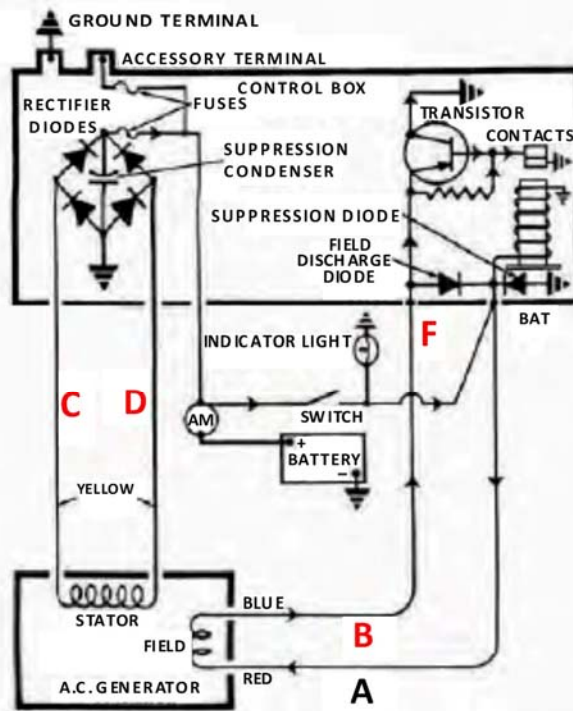 GROUND TERMINAL
ACCESSORY TERMINAL
CONTROL BOX
RECTIFIER
DIODES
FUSES
TRANSISTOR
CONTACTS
SUPPRESSION
CONDENSER
SUPPRESSION DIODE
FIELD
DISCHARGE
DIODE
BAT
F
INDICATOR LIGHT
C
D
SWITCH
AM
+
BATTERY
−
YELLOW
STATOR
BLUE
B
FIELD
RED
A
A.C. GENERATOR